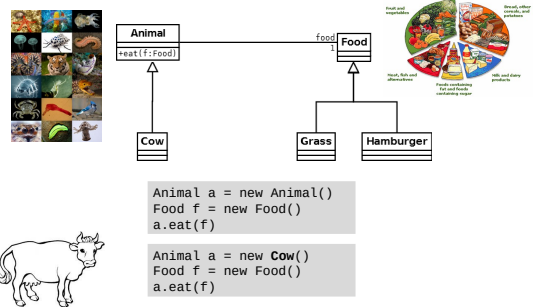 Animal
+eat(f:Food)
food
1
Food
Fruit and
vegetables
Bread, other
cereals, and
potatoes
Meat, fish and
alternatives
Foods containing
fat and foods
containing sugar
Milk and dairy
products
Cow
Grass
Hamburger
Animal a = new Animal()
Food f = new Food()
a.eat(f)
Animal a = new Cow()
Food f = new Food()
a.eat(f)